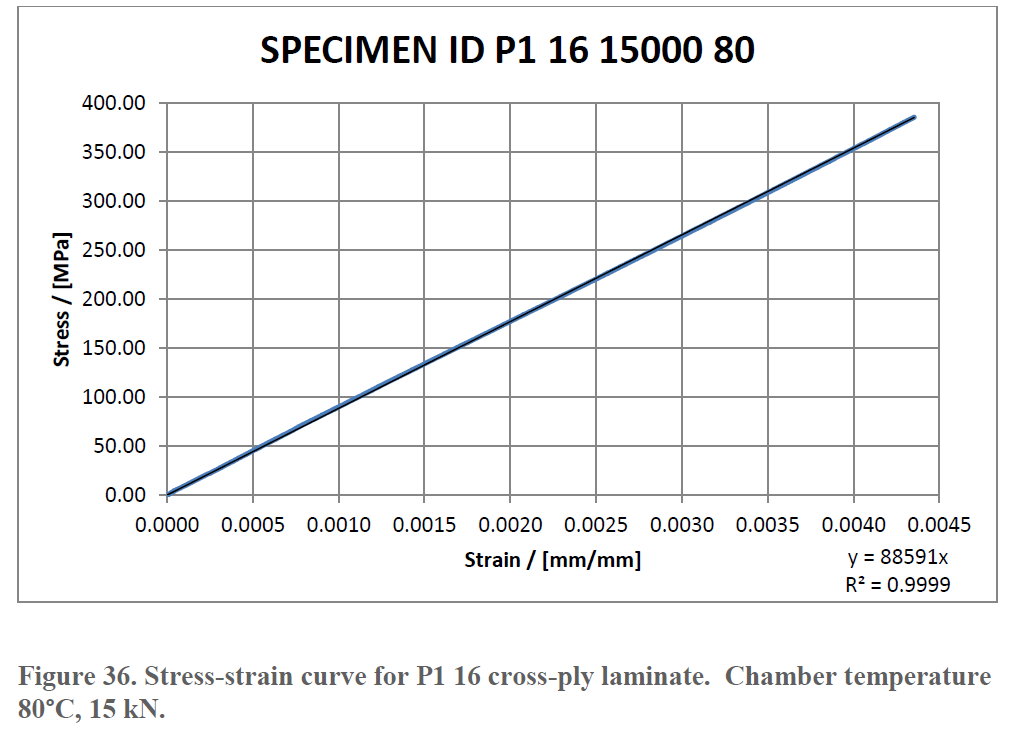 SPECIMEN ID P1 16 15000 80
400.00
350.00
300.00
250.00
200.00
150.00
100.00
50.00
0.00
Stress / [MPa]
0.0000 0.0005 0.0010 0.0015 0.0020 0.0025 0.0030 0.0035 0.0040 0.0045
Strain / [mm/mm]
y = 88591x
R² = 0.9999
Figure 36. Stress-strain curve for P1 16 cross-ply laminate. Chamber temperature
80°C, 15 kN.